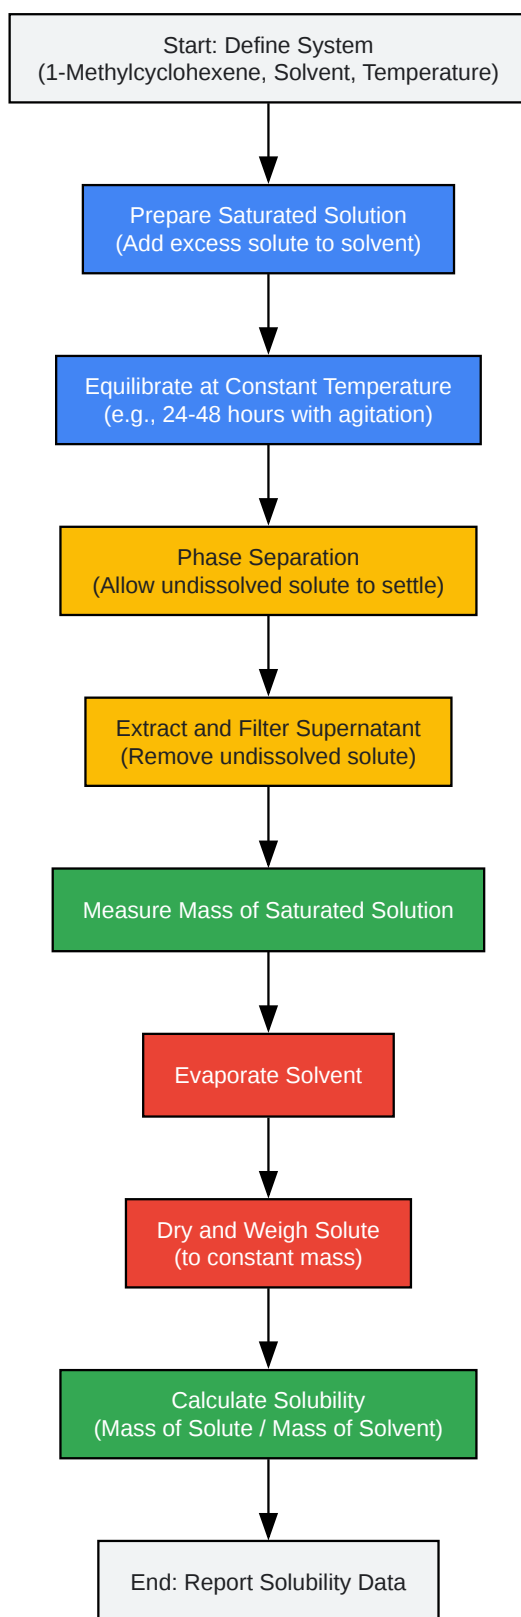 Start: Define System
(1-Methylcyclohexene, Solvent, Temperature)
Prepare Saturated Solution
(Add excess solute to solvent)
Equilibrate at Constant Temperature
(e.g., 24-48 hours with agitation)
Phase Separation
(Allow undissolved solute to settle)
Extract and Filter Supernatant
(Remove undissolved solute)
Measure Mass of Saturated Solution
Evaporate Solvent
Dry and Weigh Solute
(to constant mass)
Calculate Solubility
(Mass of Solute / Mass of Solvent)
End: Report Solubility Data